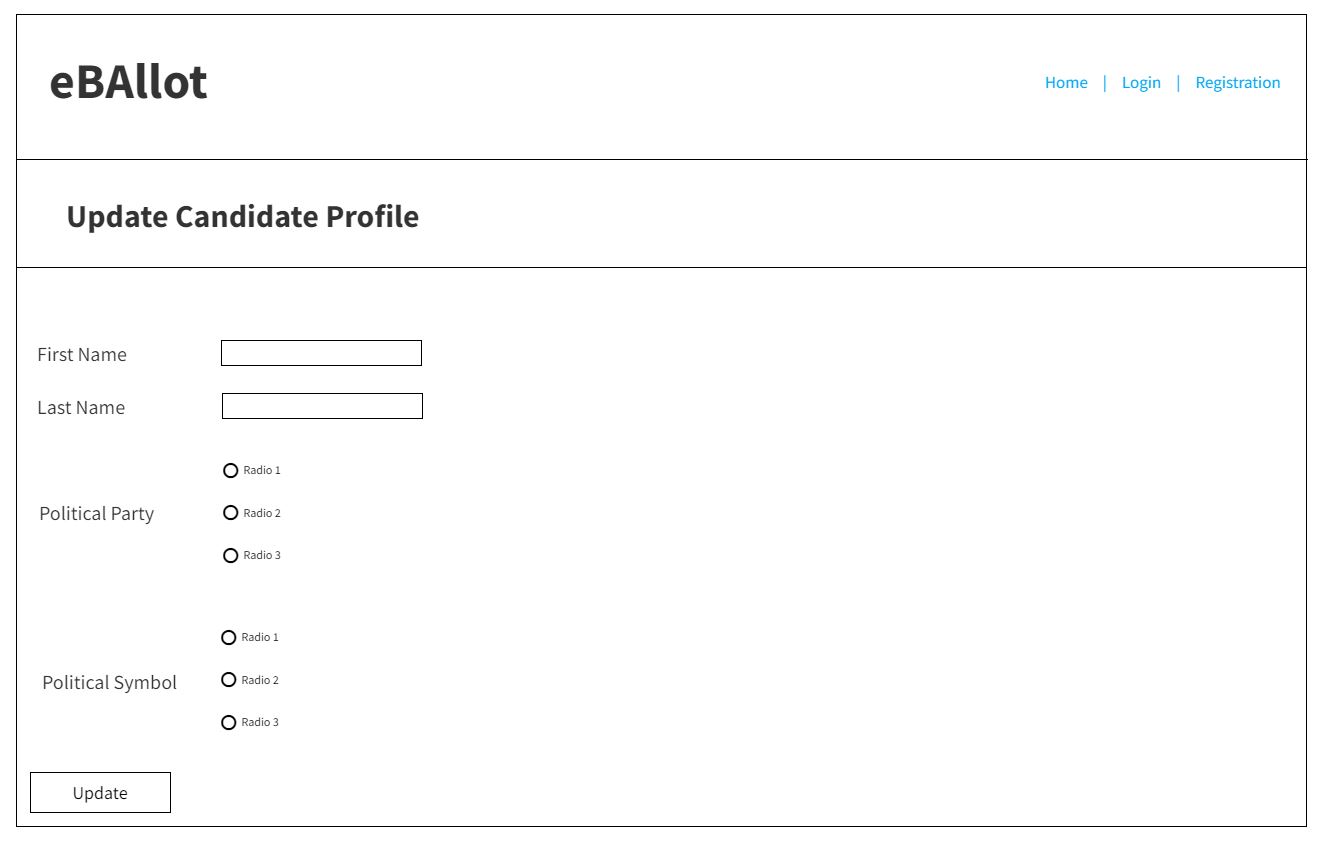 eBAllot
Home | Login | Registration
Update Candidate Profile
First Name
Last Name
Radio 1
Political Party
Radio 2
Radio 3
Radio 1
Political Symbol
Radio 2
Radio 3
Update